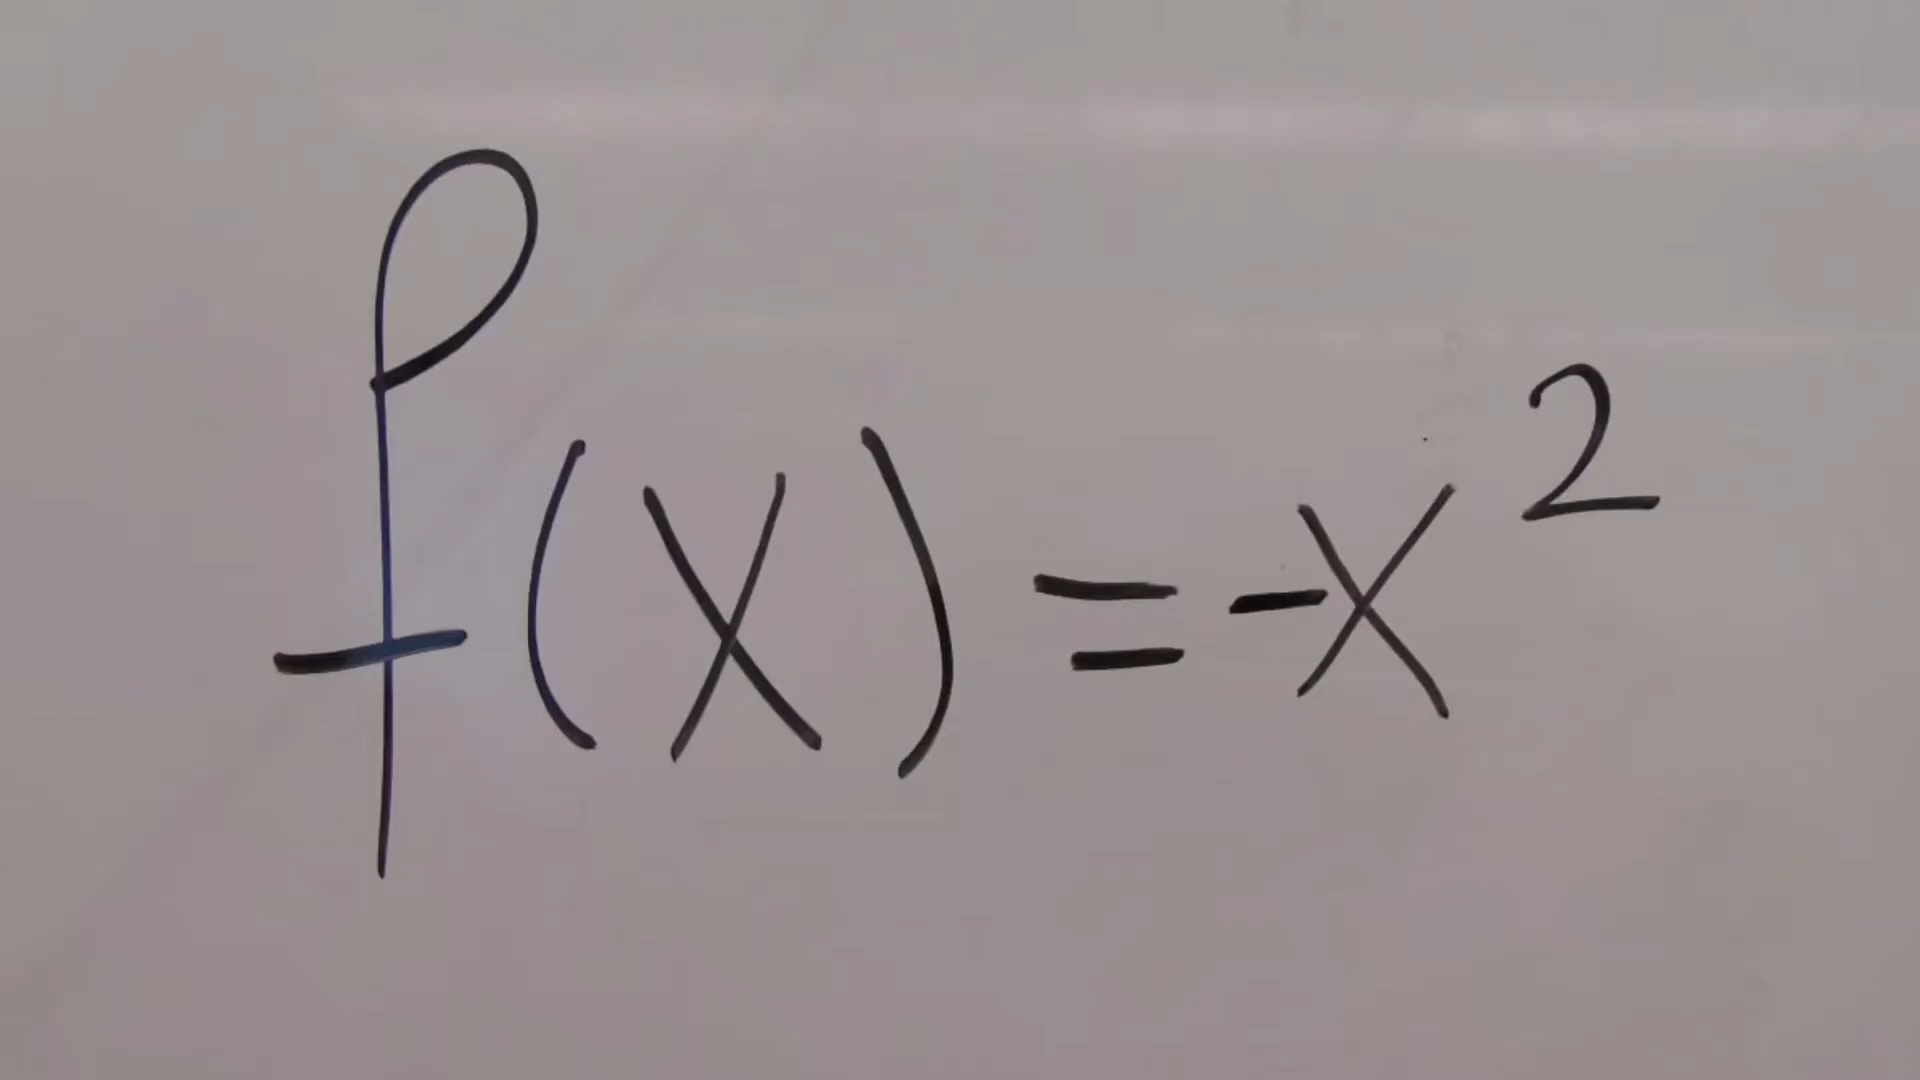 f(x) = -x²